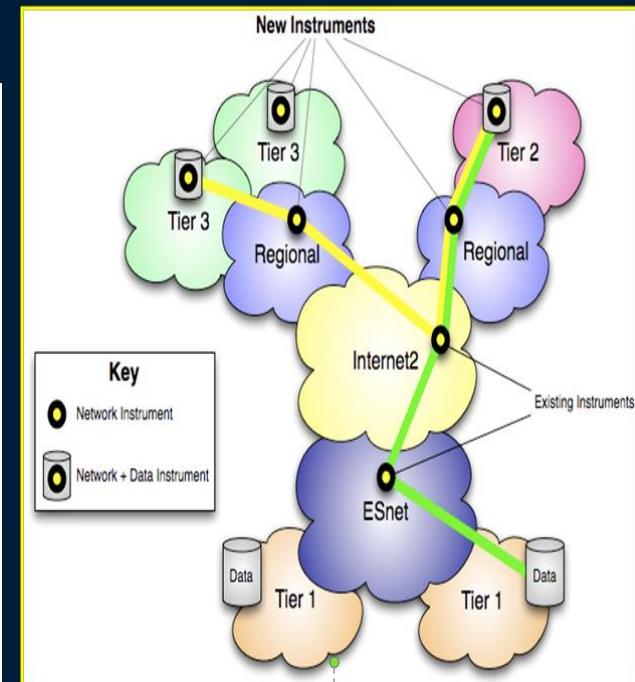 New Instruments
Tier 3
Tier 2
Tier 3
Regional
Regional
Internet2
Key
Network Instrument
Network + Data Instrument
Existing Instruments
ESnet
Data
Tier 1
Tier 1
Data